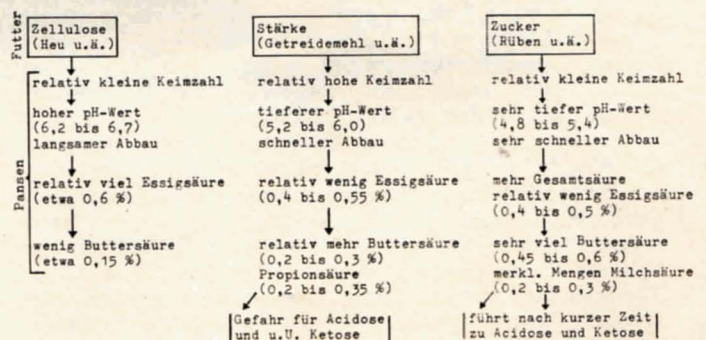 Futter
Zellulose
(Heu u.ä.)
Pansen
relativ kleine Keimzahl
hoher pH-Wert
(6,2 bis 6,7)
langsamer Abbau
relativ viel Essigsäure
(etwa 0,6 %)
wenig Buttersäure
(etwa 0,15 %)
Stärke
(Getreidemehl u.ä.)
relativ hohe Keimzahl
tieferer pH-Wert
(5,2 bis 6,0)
schneller Abbau
relativ wenig Essigsäure
(0,4 bis 0,55 %)
relativ mehr Buttersäure
(0,2 bis 0,3 %)
Propionsäure
(0,2 bis 0,35 %)
Gefahr für Acidose
und u.U. Ketose
Zucker
(Rüben u.ä.)
relativ kleine Keimzahl
sehr tiefer pH-Wert
(4,8 bis 5,4)
sehr schneller Abbau
mehr Gesamtsäure
relativ wenig Essigsäure
(0,4 bis 0,5 %)
sehr viel Buttersäure
(0,45 bis 0,6 %)
merkl. Mengen Milchsäure
(0,2 bis 0,3 %)
führt nach kurzer Zeit
zu Acidose und Ketose